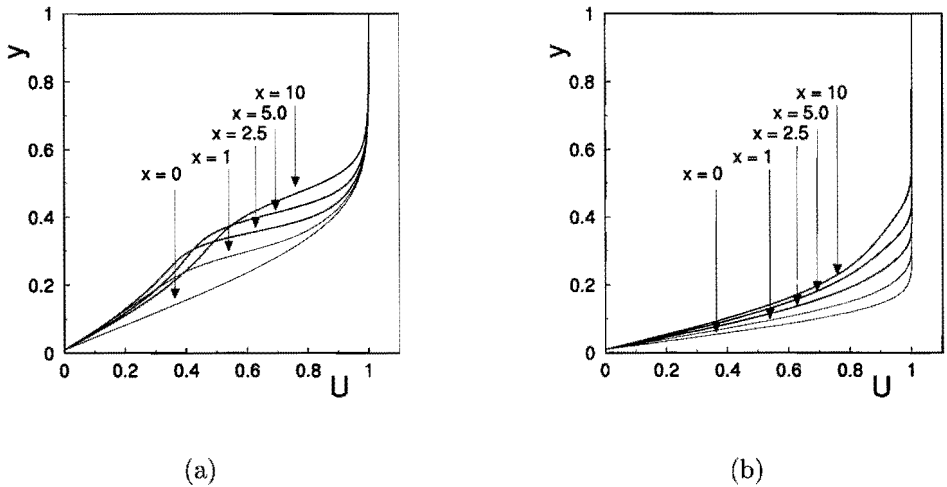 y
1
0.8
0.6
0.4
0.2
0
x = 10
x = 5.0
x = 2.5
x = 1
x = 0
0 0.2 0.4 0.6 0.8 1
U
(a)
y
1
0.8
0.6
0.4
0.2
0
x = 10
x = 5.0
x = 2.5
x = 1
x = 0
0 0.2 0.4 0.6 0.8 1
U
(b)